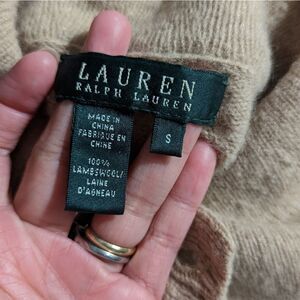 LAUREN
RALPH LAUREN
MADE IN
CHINA
FABRIQUÉ EN
CHINE
100%
LAMBSWOOL/
LAINE
D'AGNEAU
S